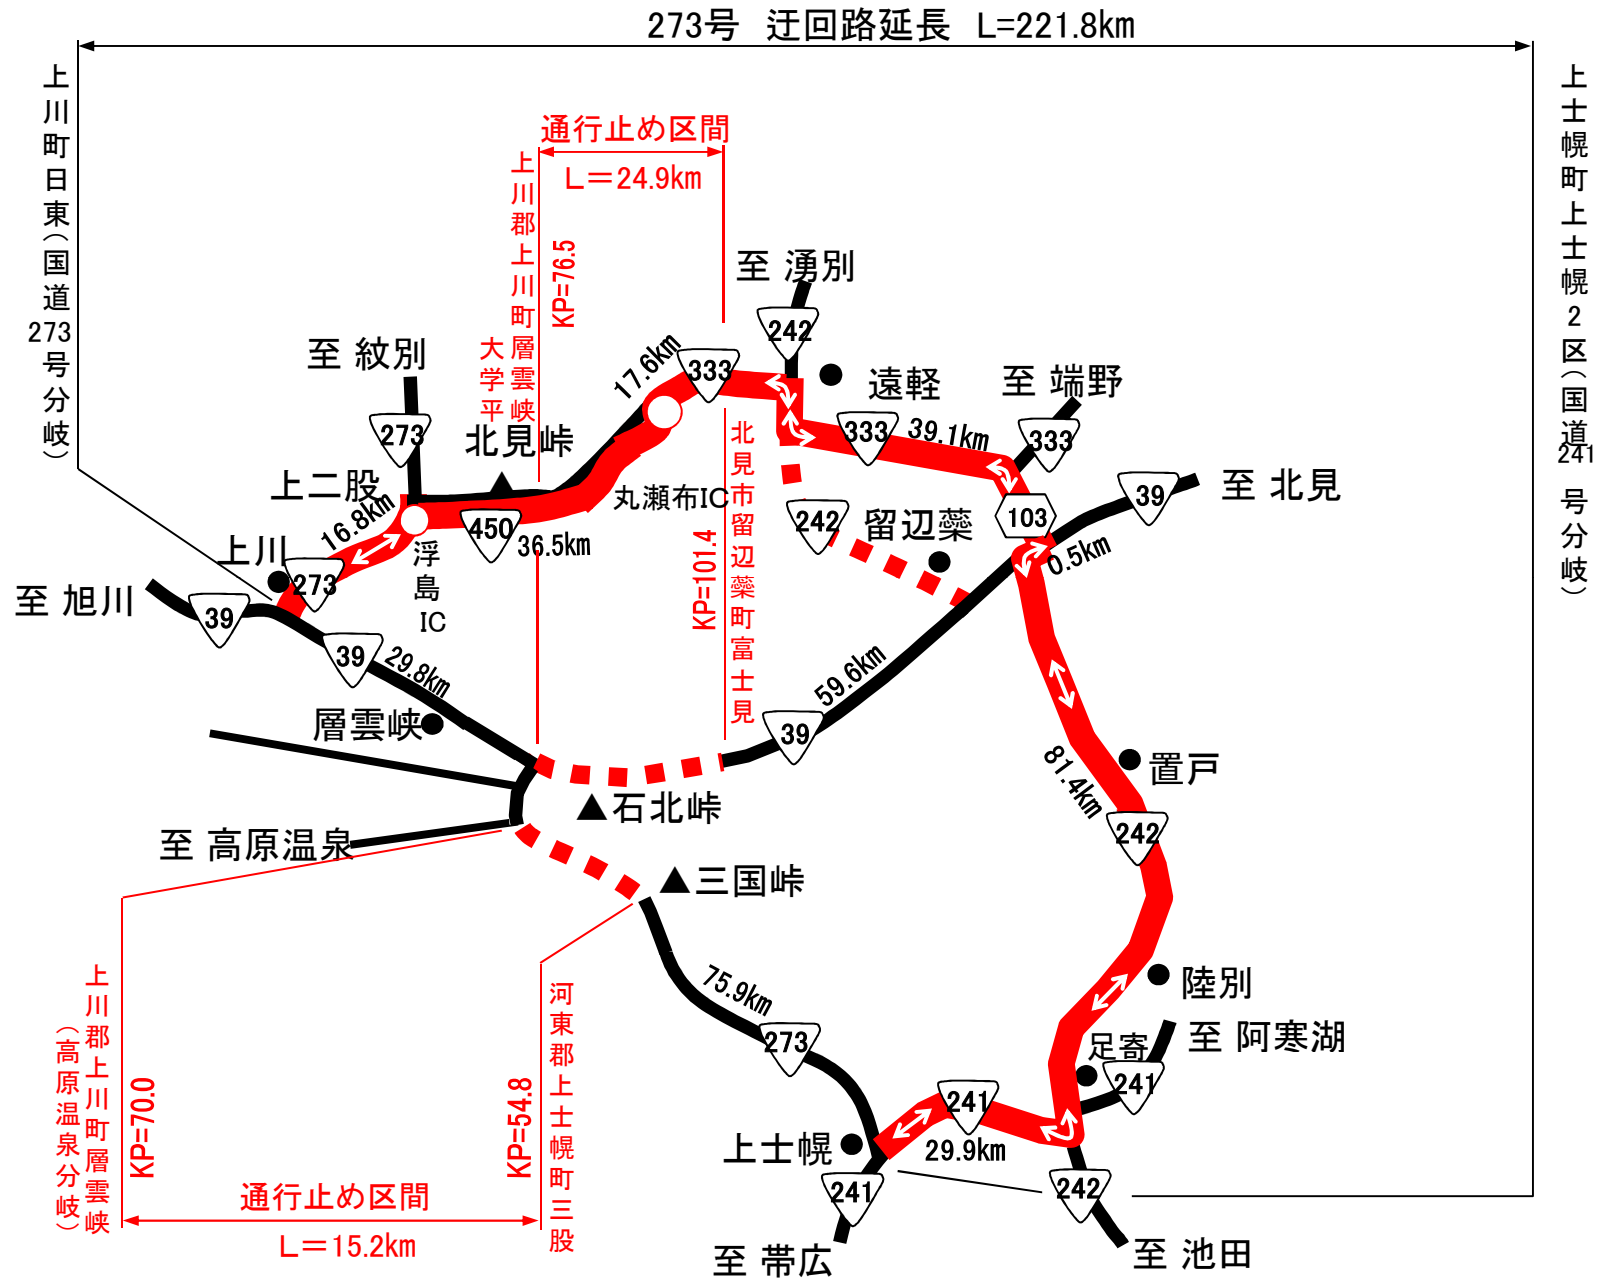 273号 迂回路延長 L=221.8km
上川町日東(国道273号分岐)
上士幌町上士幌2区(国道241号分岐)
通行止め区間
L=24.9km
上川郡上川町層雲峡
大学平
KP=76.5
至 湧別
242
至 紋別
273
17.6km
333
遠軽
至 端野
333
北見峠
333
39.1km
39
至 北見
上二股
16.8km
450
36.5km
丸瀬布IC
北見市留辺蘂町富士見
KP=101.4
242
留辺蘂
103
0.5km
上川
273
浮島IC
至 旭川
39
39
29.8km
59.6km
層雲峡
39
81.4km
置戸
石北峠
242
至 高原温泉
三国峠
75.9km
陸別
上川郡上川町層雲峡
(高原温泉分岐)
KP=70.0
KP=54.8
河東郡上士幌町三股
273
至 阿寒湖
足寄
241
241
29.9km
上士幌
241
242
通行止め区間
L=15.2km
至 帯広
至 池田